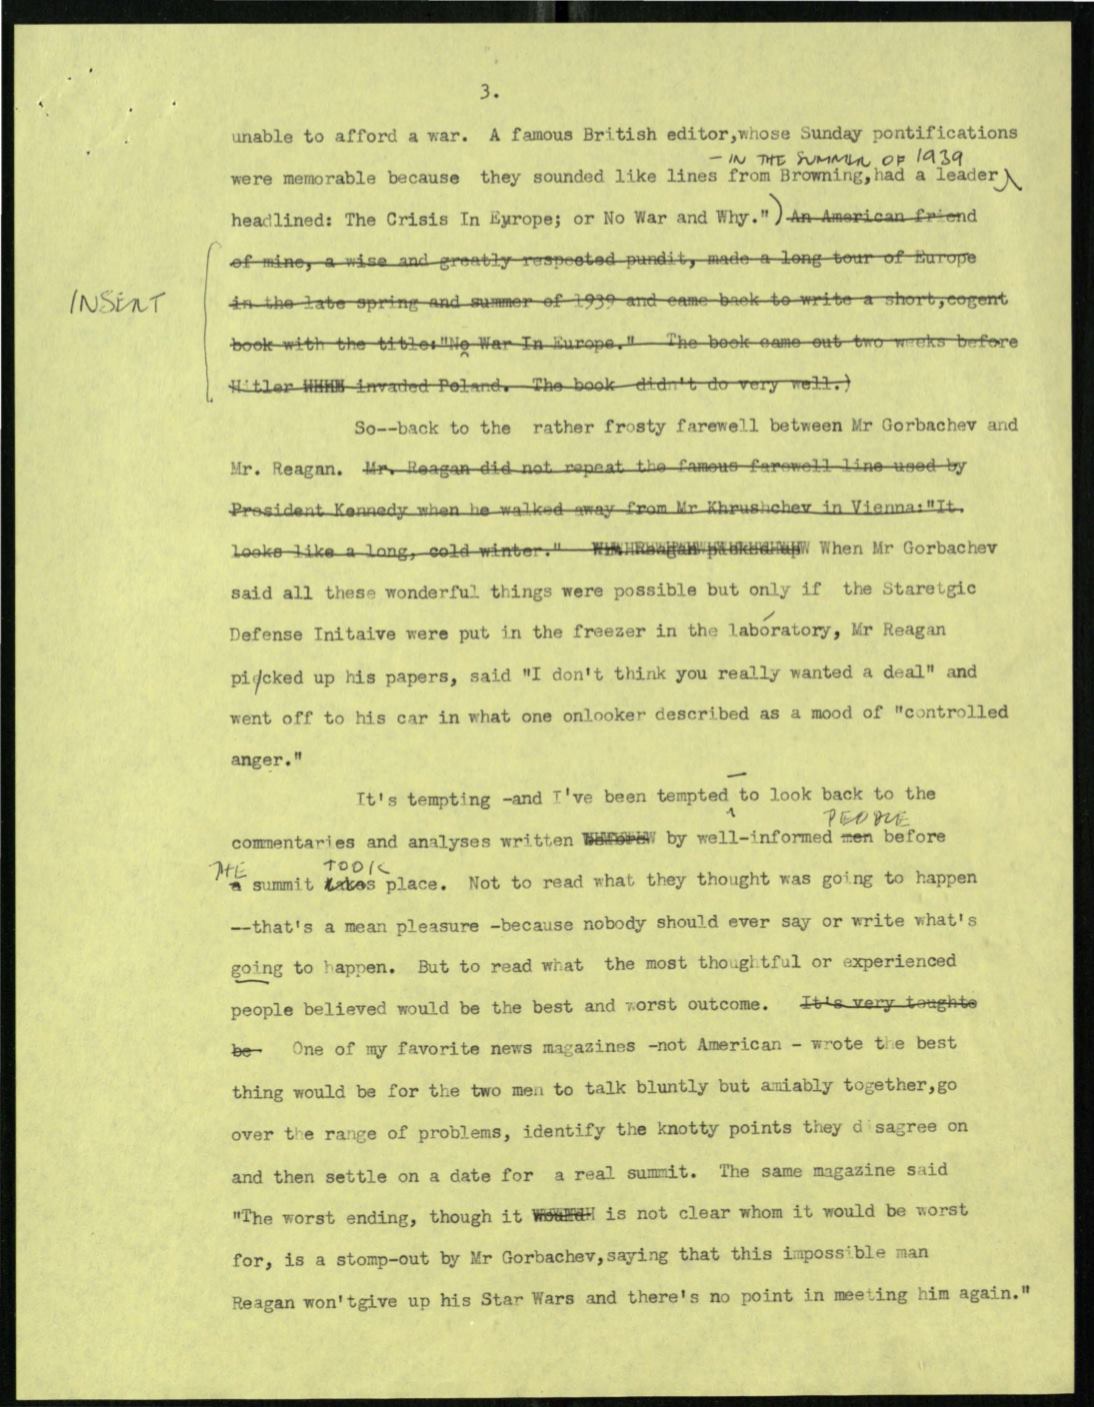 3.
unable to afford a war.  A famous British editor,whose Sunday pontifications
- IN THE SUMMER OF 1939
were memorable because  they sounded like lines from Browning,had a leader
headlined: The Crisis In Eyrope; or No War and Why.") An American friend
of mine, a wise and greatly respected pundit, made a long tour of Europe
INSERT
in the late spring and summer of 1939 and came back to write a short,cogent
book with the title:"No War In Europe."  The book came out two weeks before
Hitler invaded Poland.  The book  didn't do very well.)
So--back to the  rather frosty farewell between Mr Gorbachev and
Mr. Reagan.  Mr. Reagan did not repeat the famous farewell line used by
President Kennedy when he walked away from Mr Khrushchev in Vienna:"It
looks like a long, cold winter."  When Mr Gorbachev
said all these wonderful things were possible but only if  the Staretgic
Defense Initaive were put in the freezer in the laboratory, Mr Reagan
picked up his papers, said "I don't think you really wanted a deal" and
went off to his car in what one onlooker described as a mood of "controlled
anger."
It's tempting -and I've been tempted - to look back to the
PEOPLE
commentaries and analyses written by well-informed men before
THE TOOK
a summit takes place.  Not to read what they thought was going to happen
--that's a mean pleasure -because nobody should ever say or write what's
going to happen.  But to read what  the most thoughtful or experienced
people believed would be the best and worst outcome.  It's very toughto
be  One of my favorite news magazines -not American - wrote the best
thing would be for the two men to talk bluntly but amiably together,go
over the range of problems, identify the knotty points they disagree on
and then settle on a date for  a real summit.  The same magazine said
"The worst ending, though it is not clear whom it would be worst
for, is a stomp-out by Mr Gorbachev,saying that this impossible man
Reagan won'tgive up his Star Wars and there's no point in meeting him again."